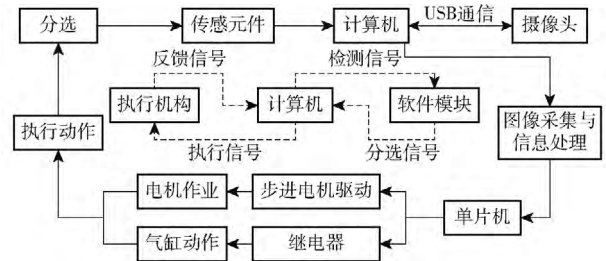 分选
传感元件
计算机
USB通信
摄像头
反馈信号
检测信号
执行机构
计算机
软件模块
执行动作
图像采集与
信息处理
执行信号
分选信号
电机作业
步进电机驱动
单片机
气缸动作
继电器